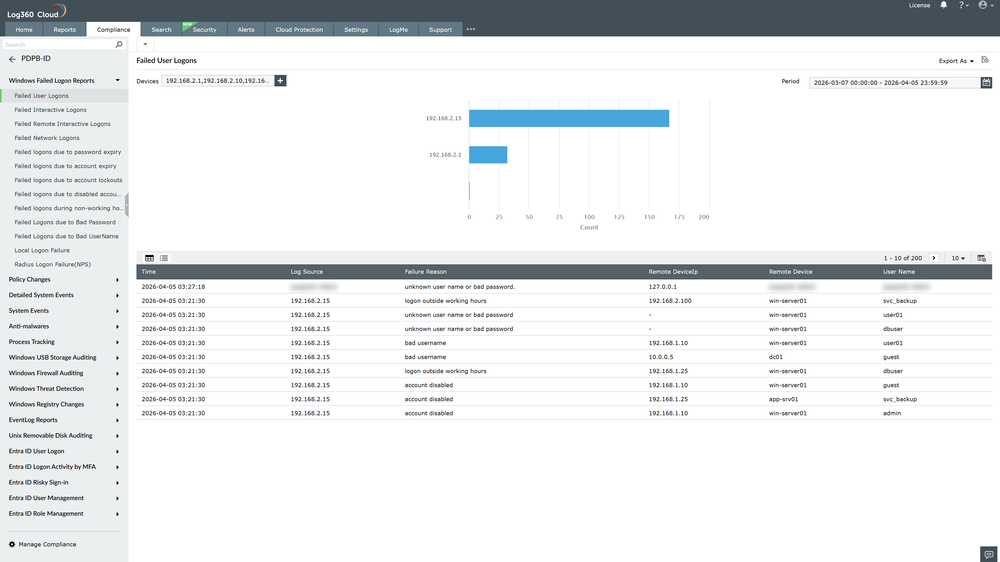 Log360 Cloud
License
?
Home Reports Compliance Search NEW Security Alerts Cloud Protection Settings LogMe Support
Search
PDPB-ID
Windows Failed Logon Reports
Failed User Logons
Failed Interactive Logons
Failed Remote Interactive Logons
Failed Network Logons
Failed logons due to password expiry
Failed logons due to account expiry
Failed logons due to account lockouts
Failed logons due to disabled accou...
Failed logons during non-working ho...
Failed Logons due to Bad Password
Failed Logons due to Bad UserName
Local Logon Failure
Radius Logon Failure(NPS)
Policy Changes
Detailed System Events
System Events
Anti-malwares
Process Tracking
Windows USB Storage Auditing
Windows Firewall Auditing
Windows Threat Detection
Windows Registry Changes
EventLog Reports
Unix Removable Disk Auditing
Entra ID User Logon
Entra ID Logon Activity by MFA
Entra ID Risky Sign-in
Entra ID User Management
Entra ID Role Management
Manage Compliance
Failed User Logons
Export As
Devices 192.168.2.1,192.168.2.10,192.16... +
Period 2026-03-07 00:00:00 - 2026-04-05 23:59:59
192.168.2.15
192.168.2.1
0 25 50 75 100 125 150 175 200
Count
1 - 10 of 200 10
Time Log Source Failure Reason Remote DeviceIp Remote Device User Name
2026-04-05 03:27:18 unknown user name or bad password. 127.0.0.1
2026-04-05 03:21:30 192.168.2.15 logon outside working hours 192.168.2.100 win-server01 svc_backup
2026-04-05 03:21:30 192.168.2.15 unknown user name or bad password - win-server01 user01
2026-04-05 03:21:30 192.168.2.15 unknown user name or bad password - win-server01 dbuser
2026-04-05 03:21:30 192.168.2.15 bad username 192.168.1.10 win-server01 user01
2026-04-05 03:21:30 192.168.2.15 bad username 10.0.0.5 dc01 guest
2026-04-05 03:21:30 192.168.2.15 logon outside working hours 192.168.1.25 win-server01 dbuser
2026-04-05 03:21:30 192.168.2.15 account disabled 192.168.1.10 win-server01 guest
2026-04-05 03:21:30 192.168.2.15 account disabled 192.168.1.25 app-srv01 svc_backup
2026-04-05 03:21:30 192.168.2.15 account disabled 192.168.1.10 win-server01 admin